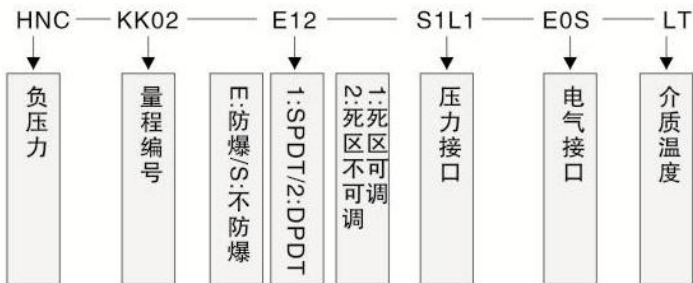 HNC — KK02 — E12 — S1L1 — E0S — LT
负压力
量程编号
E:防爆/S:不防爆
1:SPDT/2:DPDT
1:死区可调
2:死区不可调
压力接口
电气接口
介质温度